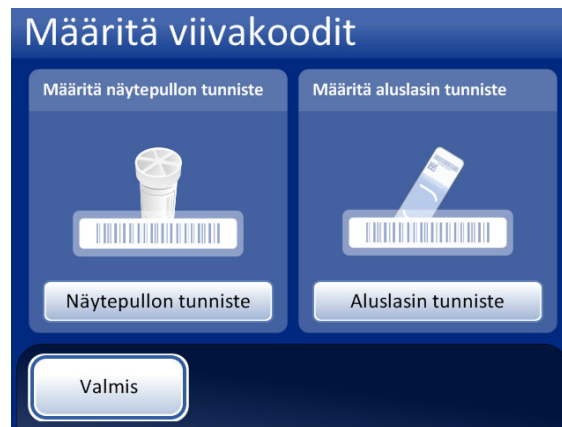 Määritä viivakoodit
Määritä näytepullon tunniste
Määritä aluslasin tunniste
Näytepullon tunniste
Aluslasin tunniste
Valmis